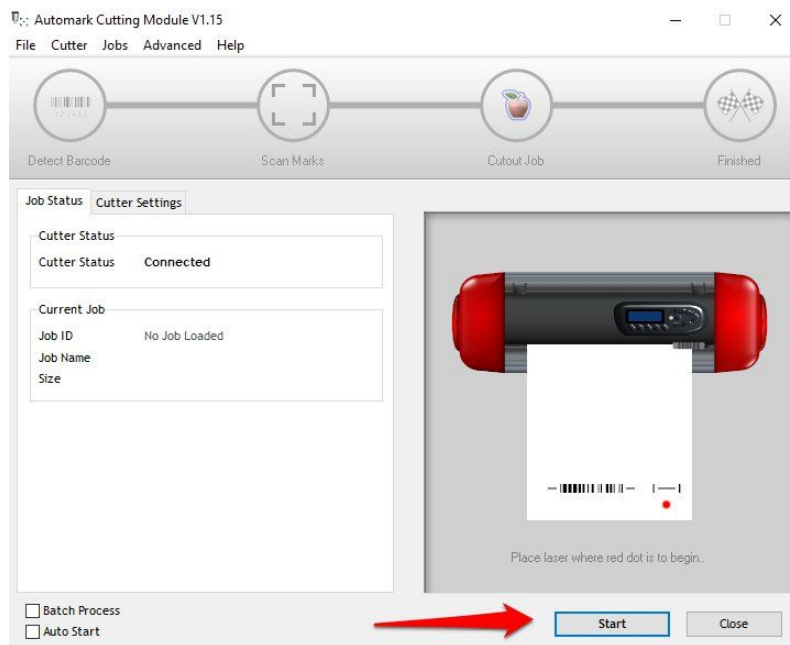 Automark Cutting Module V1.15
File Cutter Jobs Advanced Help
Detect Barcode Scan Marks Cutout Job Finished
Job Status Cutter Settings
Cutter Status
Cutter Status Connected
Current Job
Job ID No Job Loaded
Job Name
Size
Place laser where red dot is to begin..
Batch Process
Auto Start
Start Close